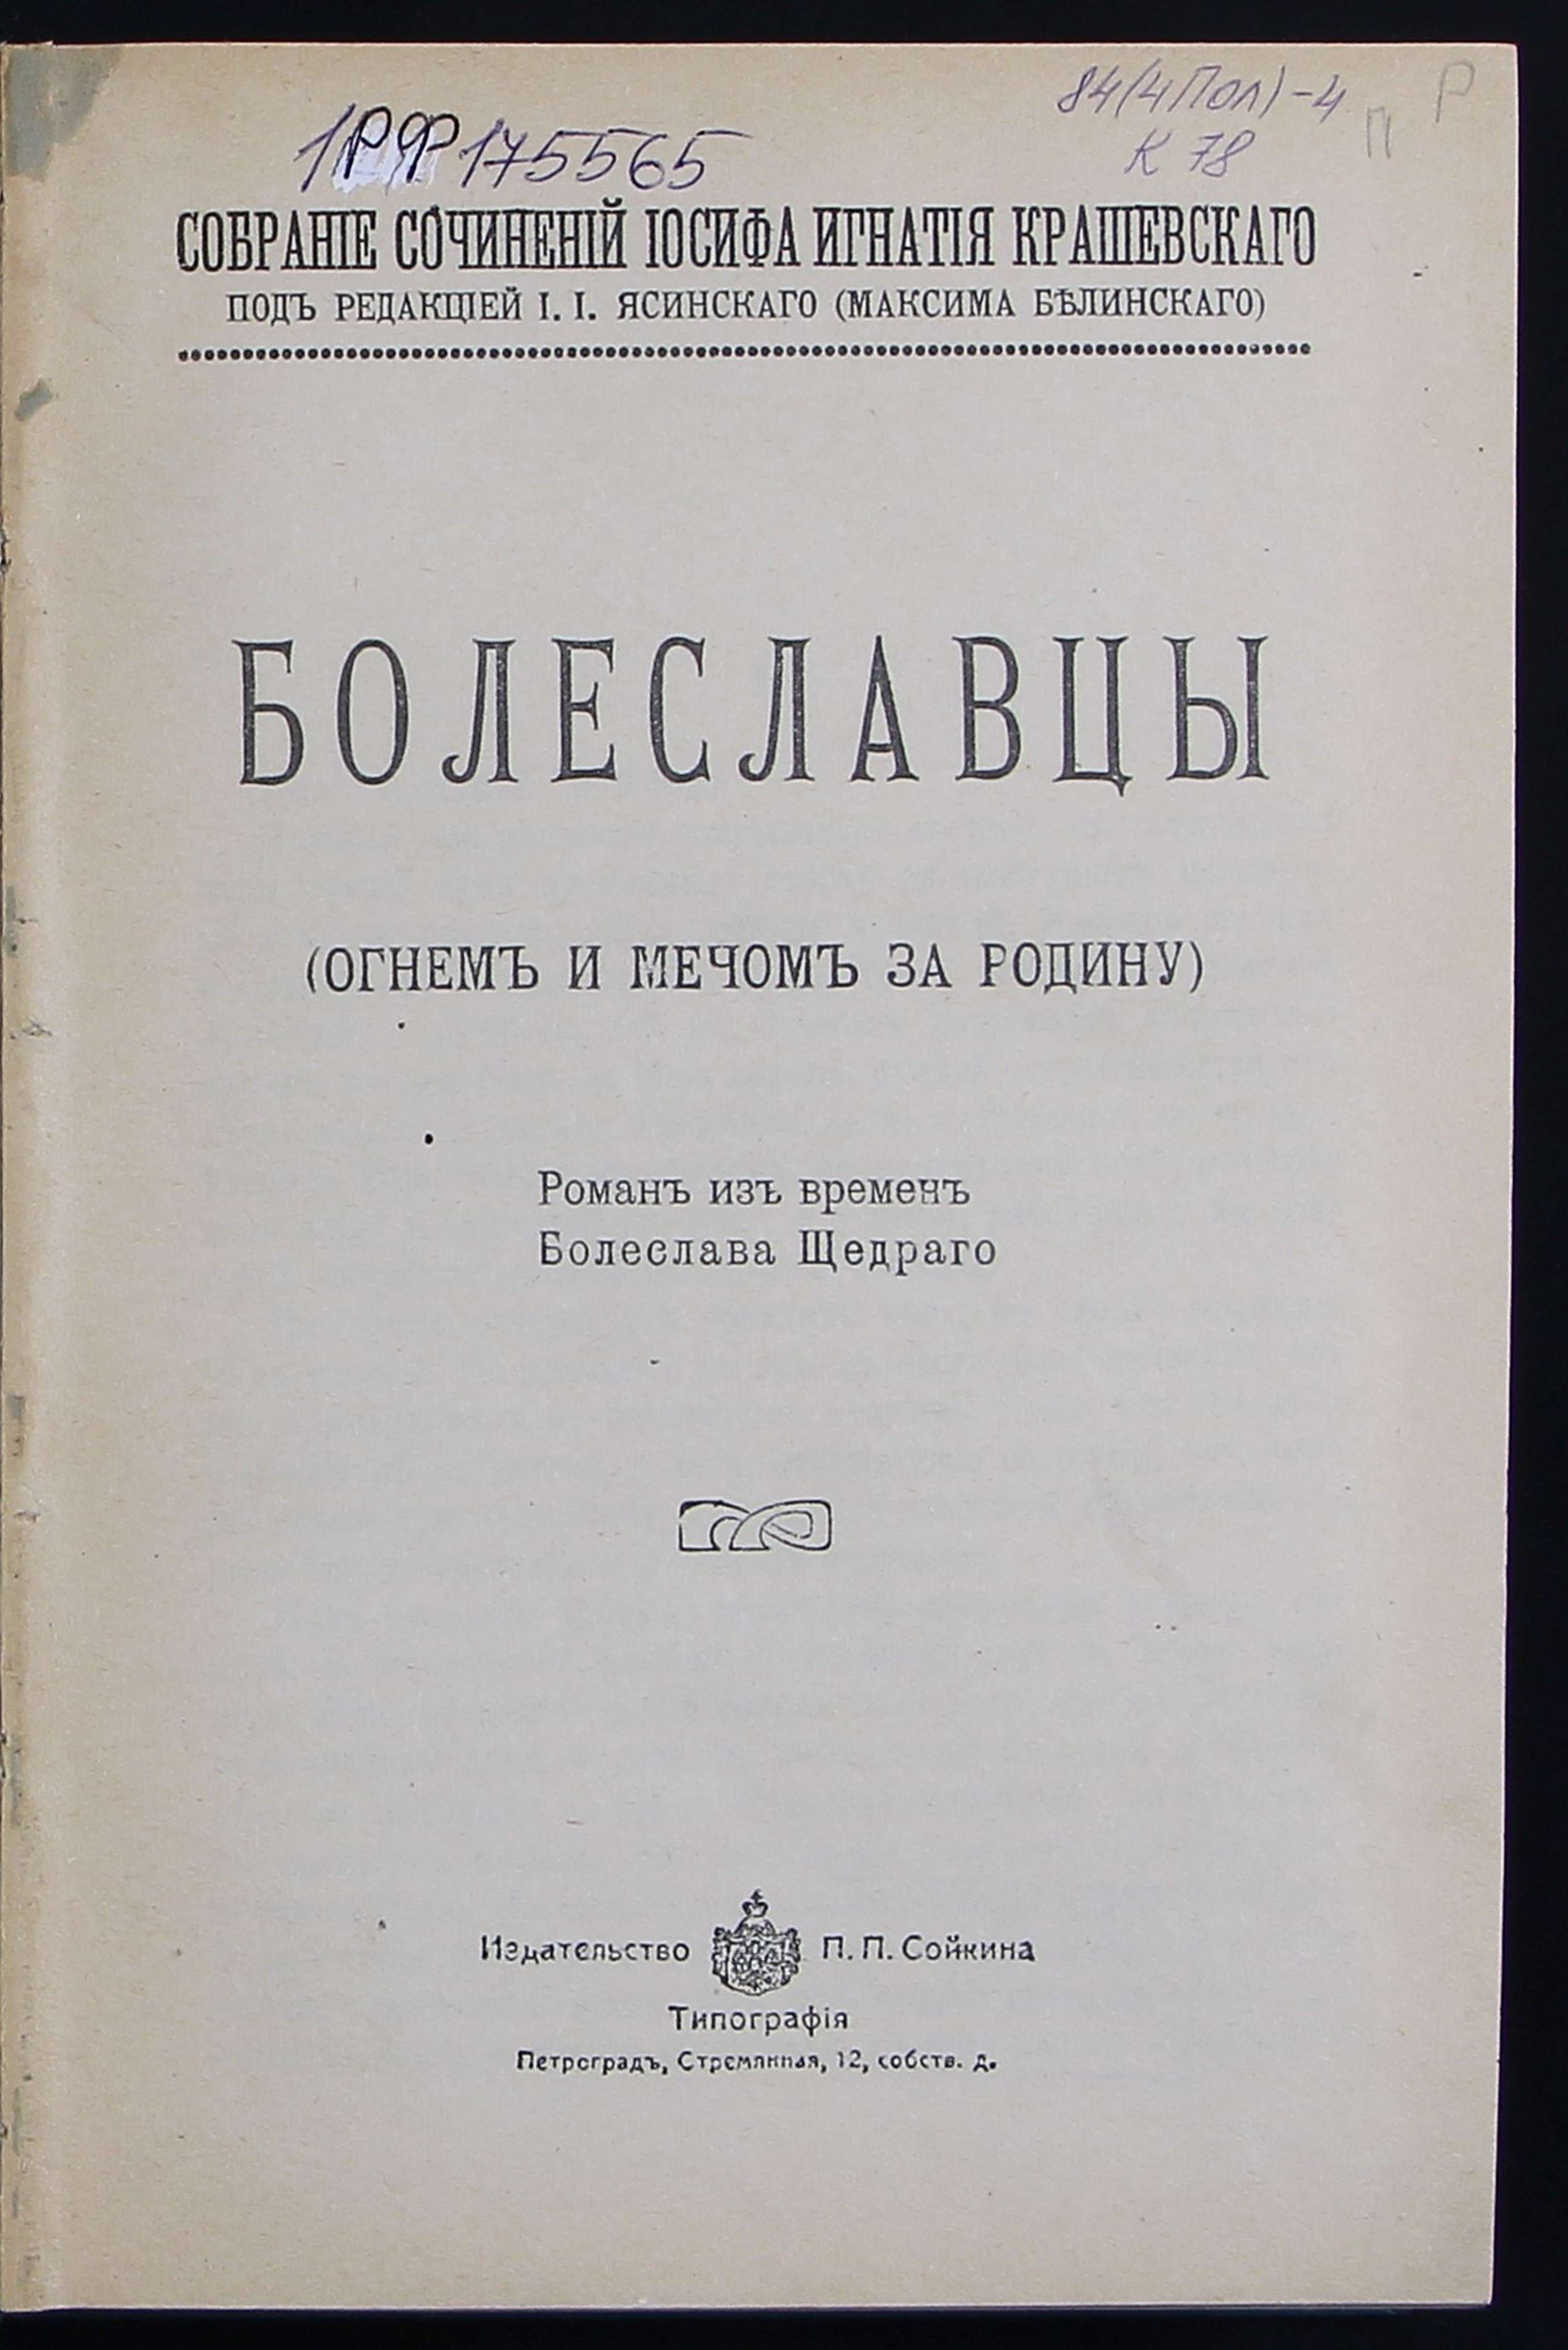 84(4Пол)-4 П Р
1РФ175565 К 78
СОБРАНІЕ СОЧИНЕНІЙ ІОСИФА ИГНАТІЯ КРАШЕВСКАГО
ПОДЪ РЕДАКЦІЕЙ І. І. ЯСИНСКАГО (МАКСИМА БѢЛИНСКАГО)
БОЛЕСЛАВЦЫ
(ОГНЕМЪ И МЕЧОМЪ ЗА РОДИНУ)
Романъ изъ временъ
Болеслава Щедраго
Издательство П. П. Сойкина
Типографія
Петроградъ, Стремянная, 12, собств. д.